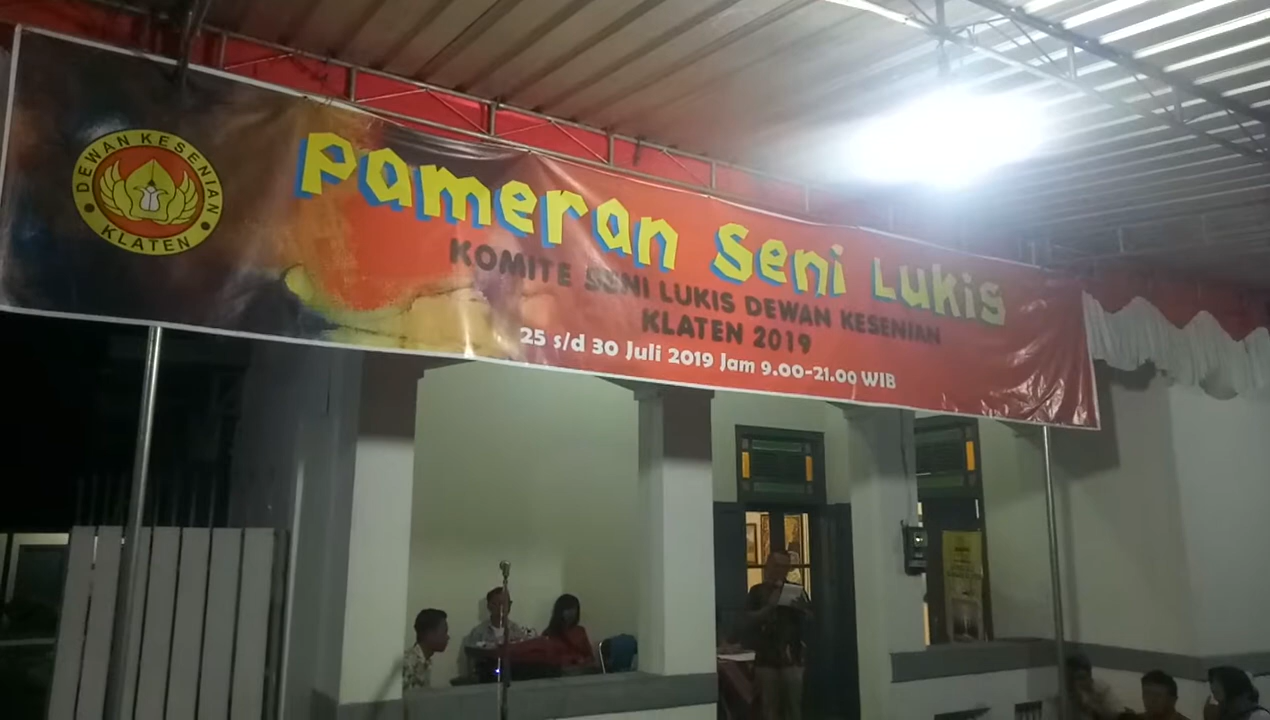 DEWAN KESENIAN
KLATEN
Pameran Seni Lukis
KOMITE SENI LUKIS DEWAN KESENIAN
KLATEN 2019
25 s/d 30 Juli 2019 Jam 9.00-21.00 WIB